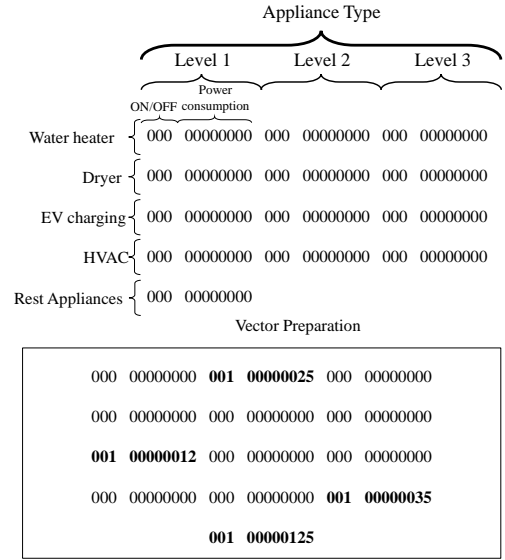 Appliance Type
Level 1 Level 2 Level 3
Power
ON/OFF consumption
Water heater 000 00000000 000 00000000 000 00000000
Dryer 000 00000000 000 00000000 000 00000000
EV charging 000 00000000 000 00000000 000 00000000
HVAC 000 00000000 000 00000000 000 00000000
Rest Appliances 000 00000000
Vector Preparation
000 00000000 001 00000025 000 00000000
000 00000000 000 00000000 000 00000000
001 00000012 000 00000000 000 00000000
000 00000000 000 00000000 001 00000035
001 00000125